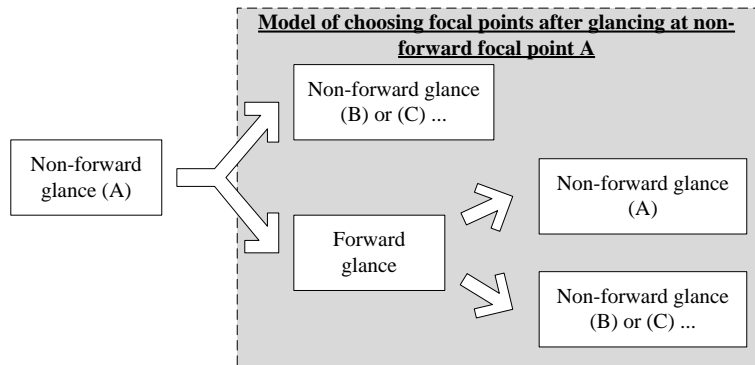 Model of choosing focal points after glancing at non-
forward focal point A
Non-forward glance
(B) or (C) ...
Non-forward
glance (A)
Non-forward glance
(A)
Forward
glance
Non-forward glance
(B) or (C) ...